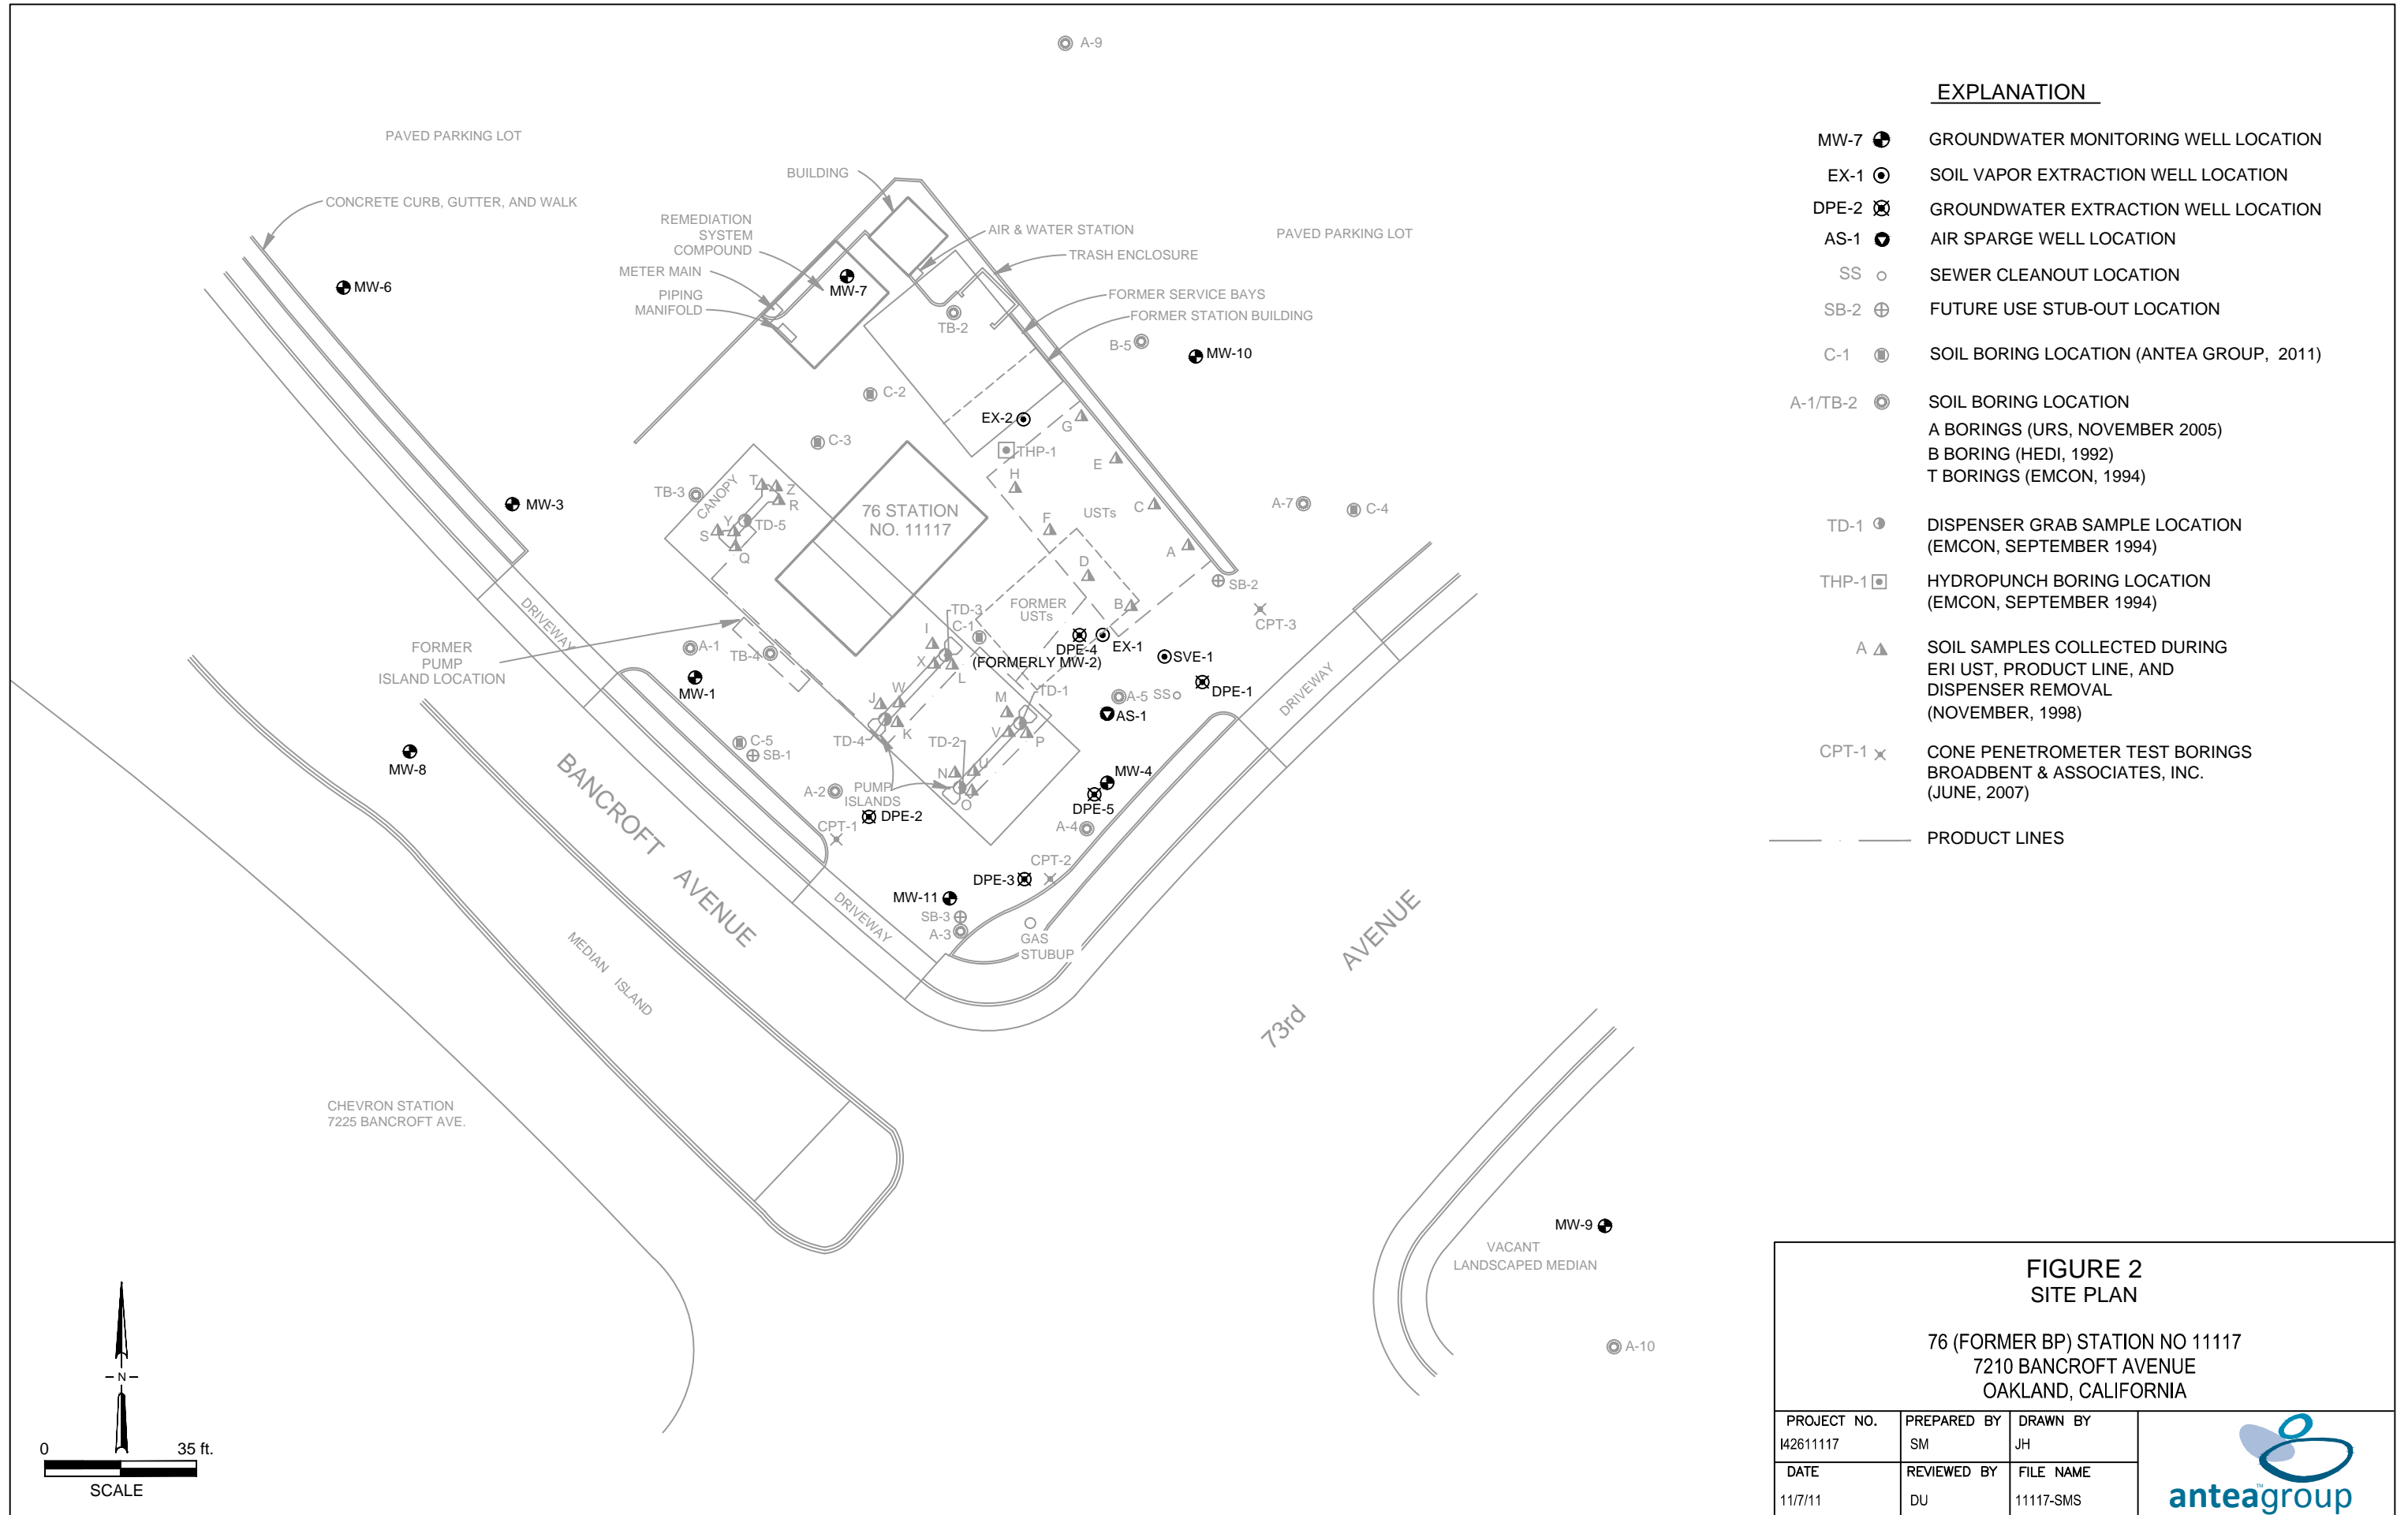 A-9
PAVED PARKING LOT
BUILDING
CONCRETE CURB, GUTTER, AND WALK
REMEDIATION
SYSTEM
COMPOUND
AIR & WATER STATION
PAVED PARKING LOT
TRASH ENCLOSURE
METER MAIN
PIPING
MANIFOLD
MW-6
MW-7
FORMER SERVICE BAYS
FORMER STATION BUILDING
TB-2
B-5
MW-10
C-2
EX-2
G
C-3
THP-1
E
H
T
Z
TB-3
R
CANOPY
MW-3
76 STATION
NO. 11117
USTs
C
A-7
C-4
Y
TD-5
S
F
Q
A
D
SB-2
DRIVEWAY
FORMER
USTs
B
TD-3
C-1
CPT-3
I
FORMER
PUMP
ISLAND LOCATION
A-1
TB-4
X
L
DPE-4
(FORMERLY MW-2)
EX-1
SVE-1
MW-1
DPE-1
J
W
M
TD-1
A-5
SS
AS-1
DRIVEWAY
K
TD-4
TD-2
V
P
C-5
SB-1
MW-8
BANCROFT AVENUE
N
U
MW-4
A-2
PUMP
ISLANDS
O
DPE-5
DPE-2
CPT-1
A-4
CPT-2
DPE-3
MW-11
SB-3
A-3
DRIVEWAY
GAS
STUBUP
MEDIAN ISLAND
73rd AVENUE
CHEVRON STATION
7225 BANCROFT AVE.
MW-9
VACANT
LANDSCAPED MEDIAN
A-10
N
0 35 ft.
SCALE
EXPLANATION
MW-7 GROUNDWATER MONITORING WELL LOCATION
EX-1 SOIL VAPOR EXTRACTION WELL LOCATION
DPE-2 GROUNDWATER EXTRACTION WELL LOCATION
AS-1 AIR SPARGE WELL LOCATION
SS SEWER CLEANOUT LOCATION
SB-2 FUTURE USE STUB-OUT LOCATION
C-1 SOIL BORING LOCATION (ANTEA GROUP, 2011)
A-1/TB-2 SOIL BORING LOCATION
A BORINGS (URS, NOVEMBER 2005)
B BORING (HEDI, 1992)
T BORINGS (EMCON, 1994)
TD-1 DISPENSER GRAB SAMPLE LOCATION
(EMCON, SEPTEMBER 1994)
THP-1 HYDROPUNCH BORING LOCATION
(EMCON, SEPTEMBER 1994)
A SOIL SAMPLES COLLECTED DURING
ERI UST, PRODUCT LINE, AND
DISPENSER REMOVAL
(NOVEMBER, 1998)
CPT-1 CONE PENETROMETER TEST BORINGS
BROADBENT & ASSOCIATES, INC.
(JUNE, 2007)
PRODUCT LINES
FIGURE 2
SITE PLAN
76 (FORMER BP) STATION NO 11117
7210 BANCROFT AVENUE
OAKLAND, CALIFORNIA
PROJECT NO. PREPARED BY DRAWN BY
I42611117 SM JH
DATE REVIEWED BY FILE NAME
11/7/11 DU 11117-SMS
anteagroup™